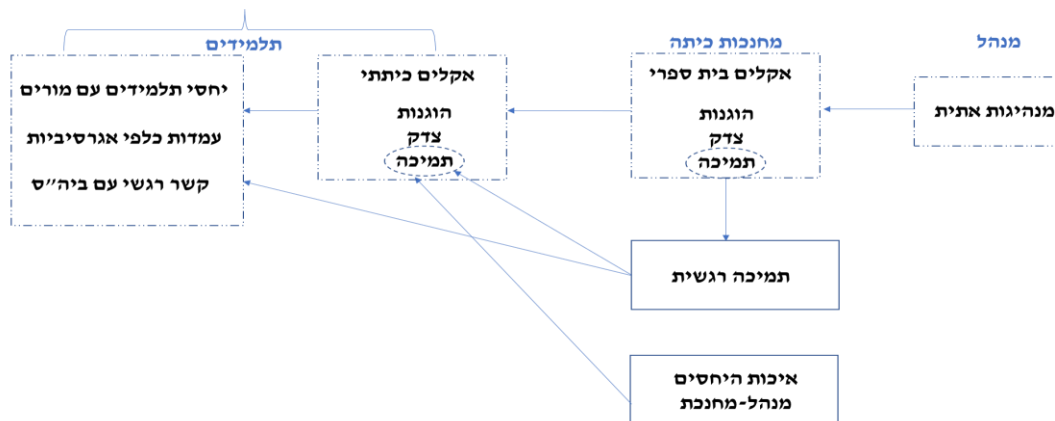 מנהל
מנהיגות אתית
מחנכות כיתה
אקלים בית ספרי
הוגנות
צדק
תמיכה
תלמידים
אקלים כיתתי
הוגנות
צדק
תמיכה
יחסי תלמידים עם מורים
עמדות כלפי אגרסיביות
קשר רגשי עם ביה״ס
תמיכה רגשית
איכות היחסים
מנהל-מחנכת